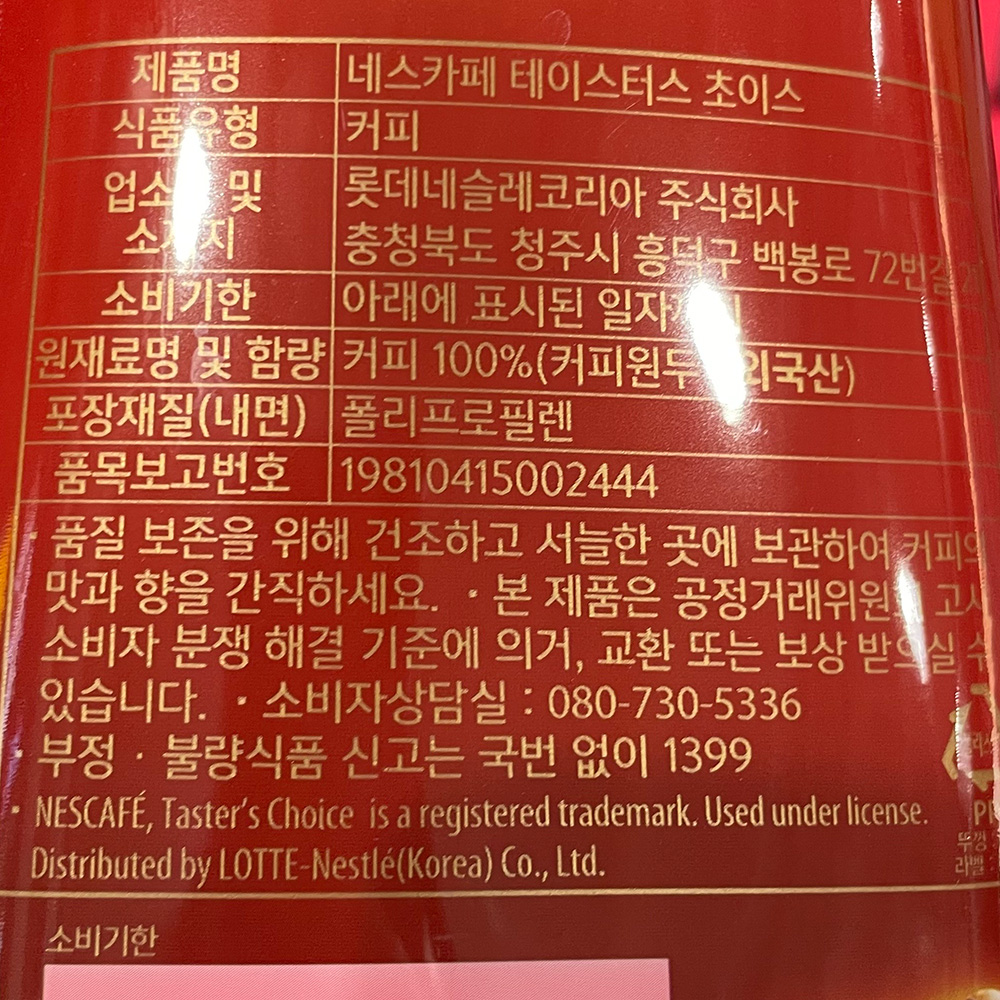 제품명 네스카페 테이스터스 초이스
식품유형 커피
및 롯데네슬레코리아 주식회사
충청북도 청주시 흥덕구 백봉로 72번길
소비기한 아래에 표시된
원재료명 및 함량 커피 100%(커피원두 외국산)
포장재질(내면) 폴리프로필렌
품목보고번호 19810415002444
· 품질 보존을 위해 건조하고 서늘한 곳에 보관하여 커피의
맛과 향을 간직하세요. · 본 제품은 공정거래위원회 고시
소비자 분쟁 해결 기준에 의거, 교환 또는 보상 받으실 수
있습니다. · 소비자상담실 : 080-730-5336
· 부정 · 불량식품 신고는 국번 없이 1399
· NESCAFÉ, Taster's Choice is a registered trademark. Used under license.
Distributed by LOTTE-Nestlé(Korea) Co., Ltd.
뚜껑
라벨
소비기한